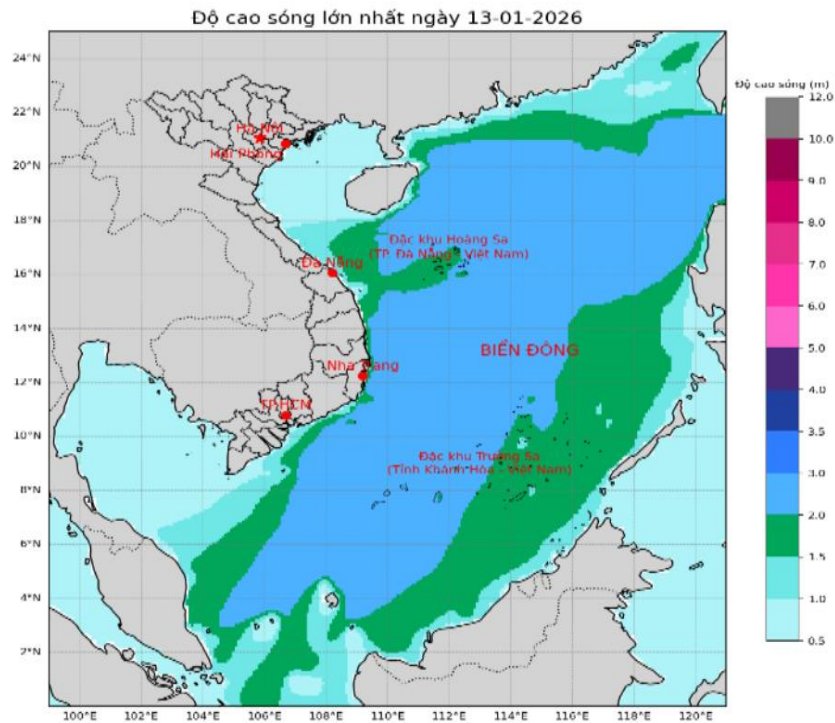 Độ cao sóng lớn nhất ngày 13-01-2026
Độ cao sóng (m)
24°N
22°N
20°N
18°N
16°N
14°N
12°N
10°N
8°N
6°N
4°N
2°N
Hà Nội
Hải Phòng
Đặc khu Hoàng Sa
(TP. Đà Nẵng - Việt Nam)
Đà Nẵng
BIỂN ĐÔNG
Nha Trang
TP.HCM
Đặc khu Trường Sa
(Tỉnh Khánh Hòa - Việt Nam)
12.0
10.0
9.0
8.0
7.0
6.0
5.0
4.0
3.5
3.0
2.0
1.5
1.0
0.5
100°E
102°E
104°E
106°E
108°E
110°E
112°E
114°E
116°E
118°E
120°E